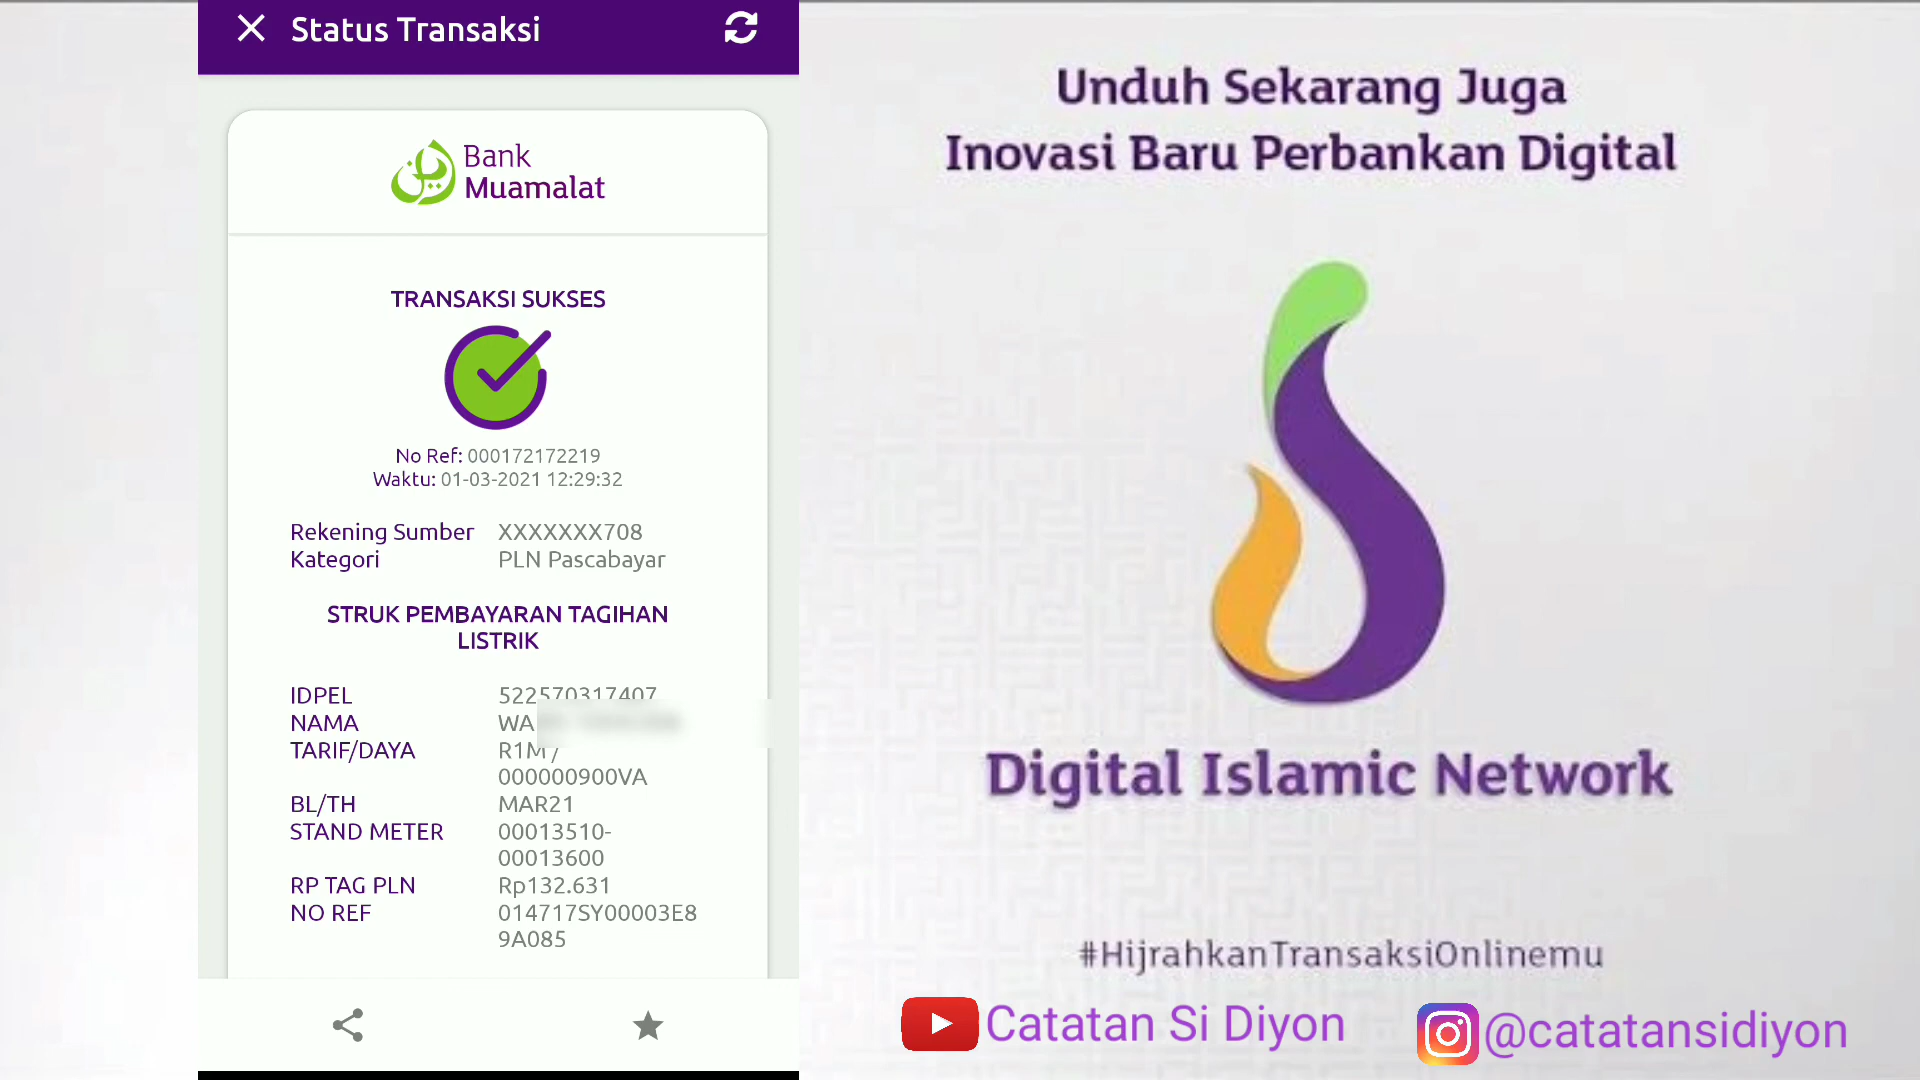 Status Transaksi
Bank
Muamalat
TRANSAKSI SUKSES
No Ref: 000172172219
Waktu: 01-03-2021 12:29:32
Rekening Sumber XXXXXXX708
Kategori PLN Pascabayar
STRUK PEMBAYARAN TAGIHAN
LISTRIK
IDPEL 522570317407
NAMA WA
TARIF/DAYA R1M /
000000900VA
BL/TH MAR21
STAND METER 00013510-
00013600
RP TAG PLN Rp132.631
NO REF 014717SY00003E8
9A085
Unduh Sekarang Juga
Inovasi Baru Perbankan Digital
Digital Islamic Network
#HijrahkanTransaksiOnlinemu
Catatan Si Diyon
@catatansidiyon